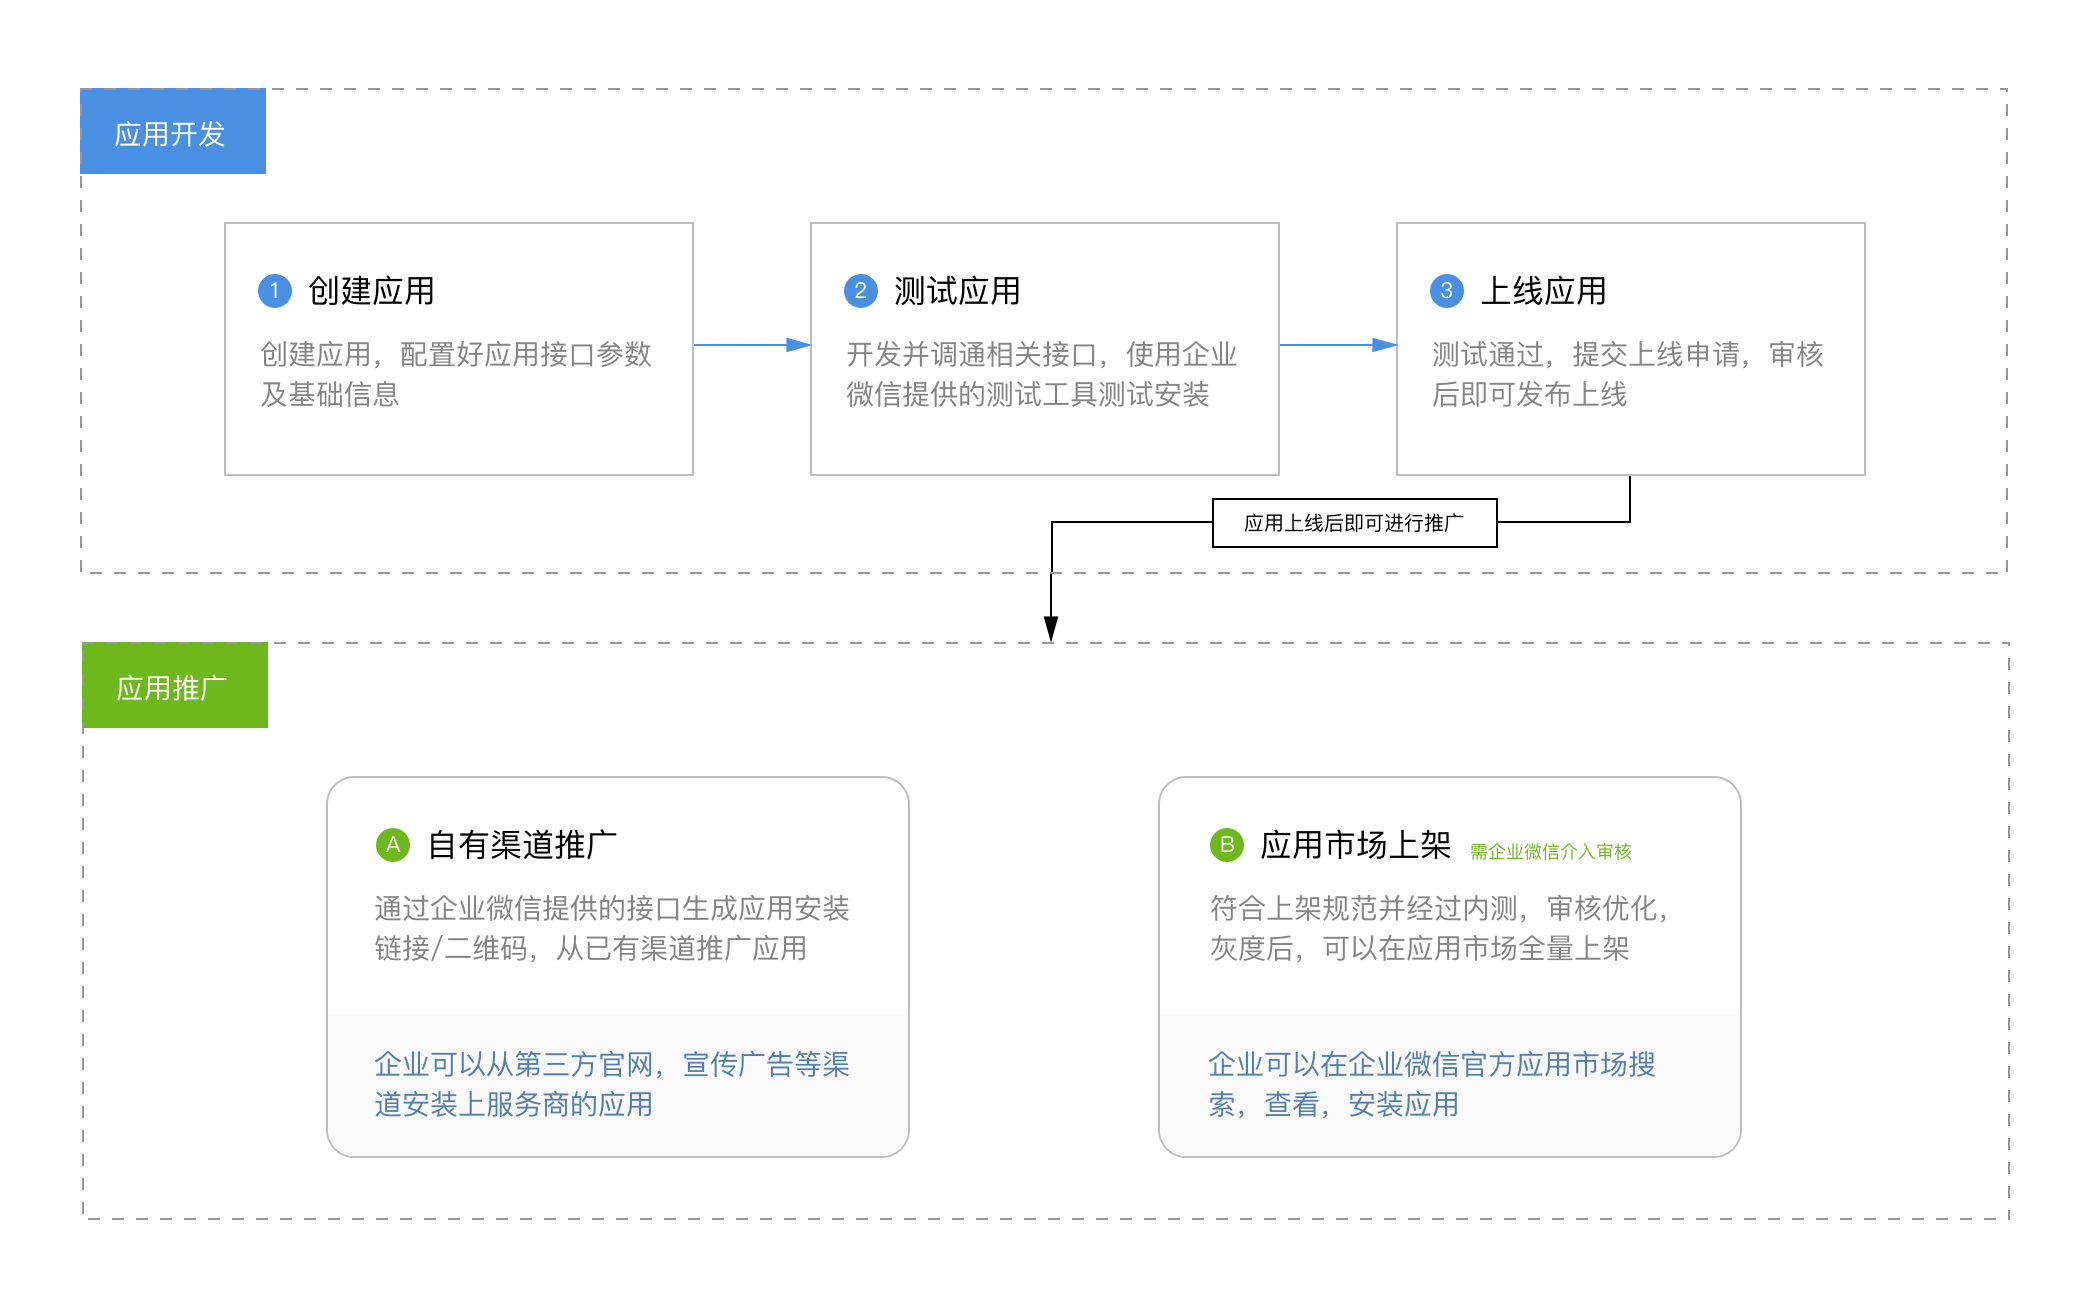 应用开发
1 创建应用
创建应用，配置好应用接口参数
及基础信息
2 测试应用
开发并调通相关接口，使用企业
微信提供的测试工具测试安装
3 上线应用
测试通过，提交上线申请，审核
后即可发布上线
应用上线后即可进行推广
应用推广
A 自有渠道推广
通过企业微信提供的接口生成应用安装
链接/二维码，从已有渠道推广应用
企业可以从第三方官网，宣传广告等渠
道安装上服务商的应用
B 应用市场上架 需企业微信介入审核
符合上架规范并经过内测，审核优化，
灰度后，可以在应用市场全量上架
企业可以在企业微信官方应用市场搜
索，查看，安装应用